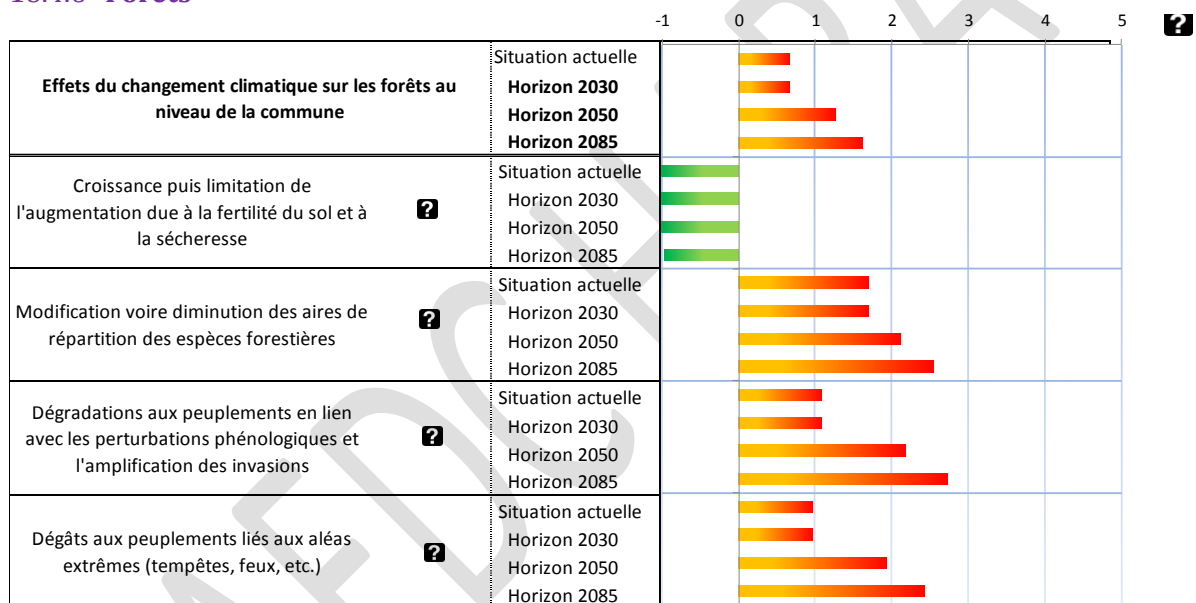 -1 0 1 2 3 4 5 ?
Effets du changement climatique sur les forêts au
niveau de la commune
Situation actuelle
Horizon 2030
Horizon 2050
Horizon 2085
Croissance puis limitation de
l'augmentation due à la fertilité du sol et à
la sécheresse
?
Situation actuelle
Horizon 2030
Horizon 2050
Horizon 2085
Modification voire diminution des aires de
répartition des espèces forestières
?
Situation actuelle
Horizon 2030
Horizon 2050
Horizon 2085
Dégradations aux peuplements en lien
avec les perturbations phénologiques et
l'amplification des invasions
?
Situation actuelle
Horizon 2030
Horizon 2050
Horizon 2085
Dégâts aux peuplements liés aux aléas
extrêmes (tempêtes, feux, etc.)
?
Situation actuelle
Horizon 2030
Horizon 2050
Horizon 2085